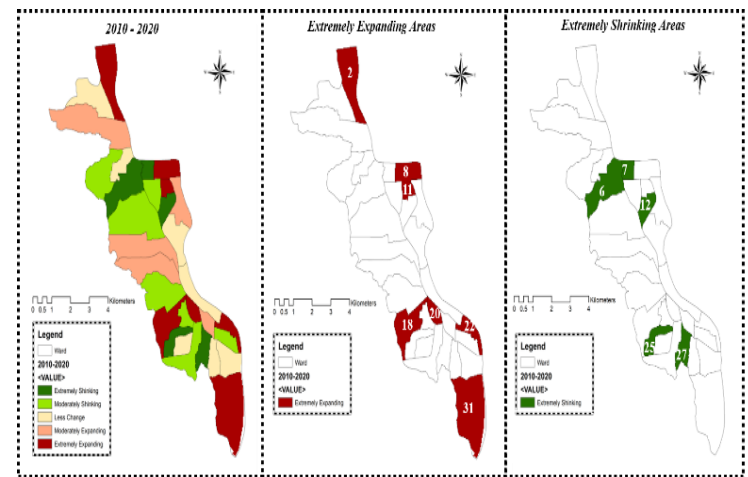 2010 - 2020
N
0 0.5 1 2 3 4
Kilometers
Legend
Ward
2010-2020
<VALUE>
Extremely Shinking
Moderately Shinking
Less Change
Moderately Expanding
Extremely Expanding
Extremely Expanding Areas
2
8
11
18
20
22
31
0 0.5 1 2 3 4
Kilometers
Legend
Ward
2010-2020
<VALUE>
Extremely Expanding
Extremely Shrinking Areas
7
6
12
25
27
0 0.5 1 2 3 4
Kilometers
Legend
Ward
2010-2020
<VALUE>
Extremely Shinking